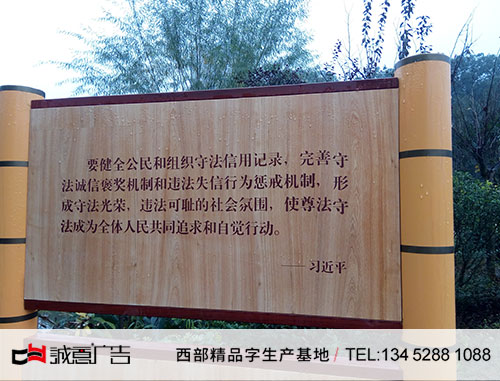 要健全公民和组织守法信用记录，完善守
法诚信褒奖机制和违法失信行为惩戒机制，形
成守法光荣，违法可耻的社会氛围，使尊法守
法成为全体人民共同追求和自觉行动。
——习近平
誠意广告 西部精品字生产基地 / TEL:134 5288 1088